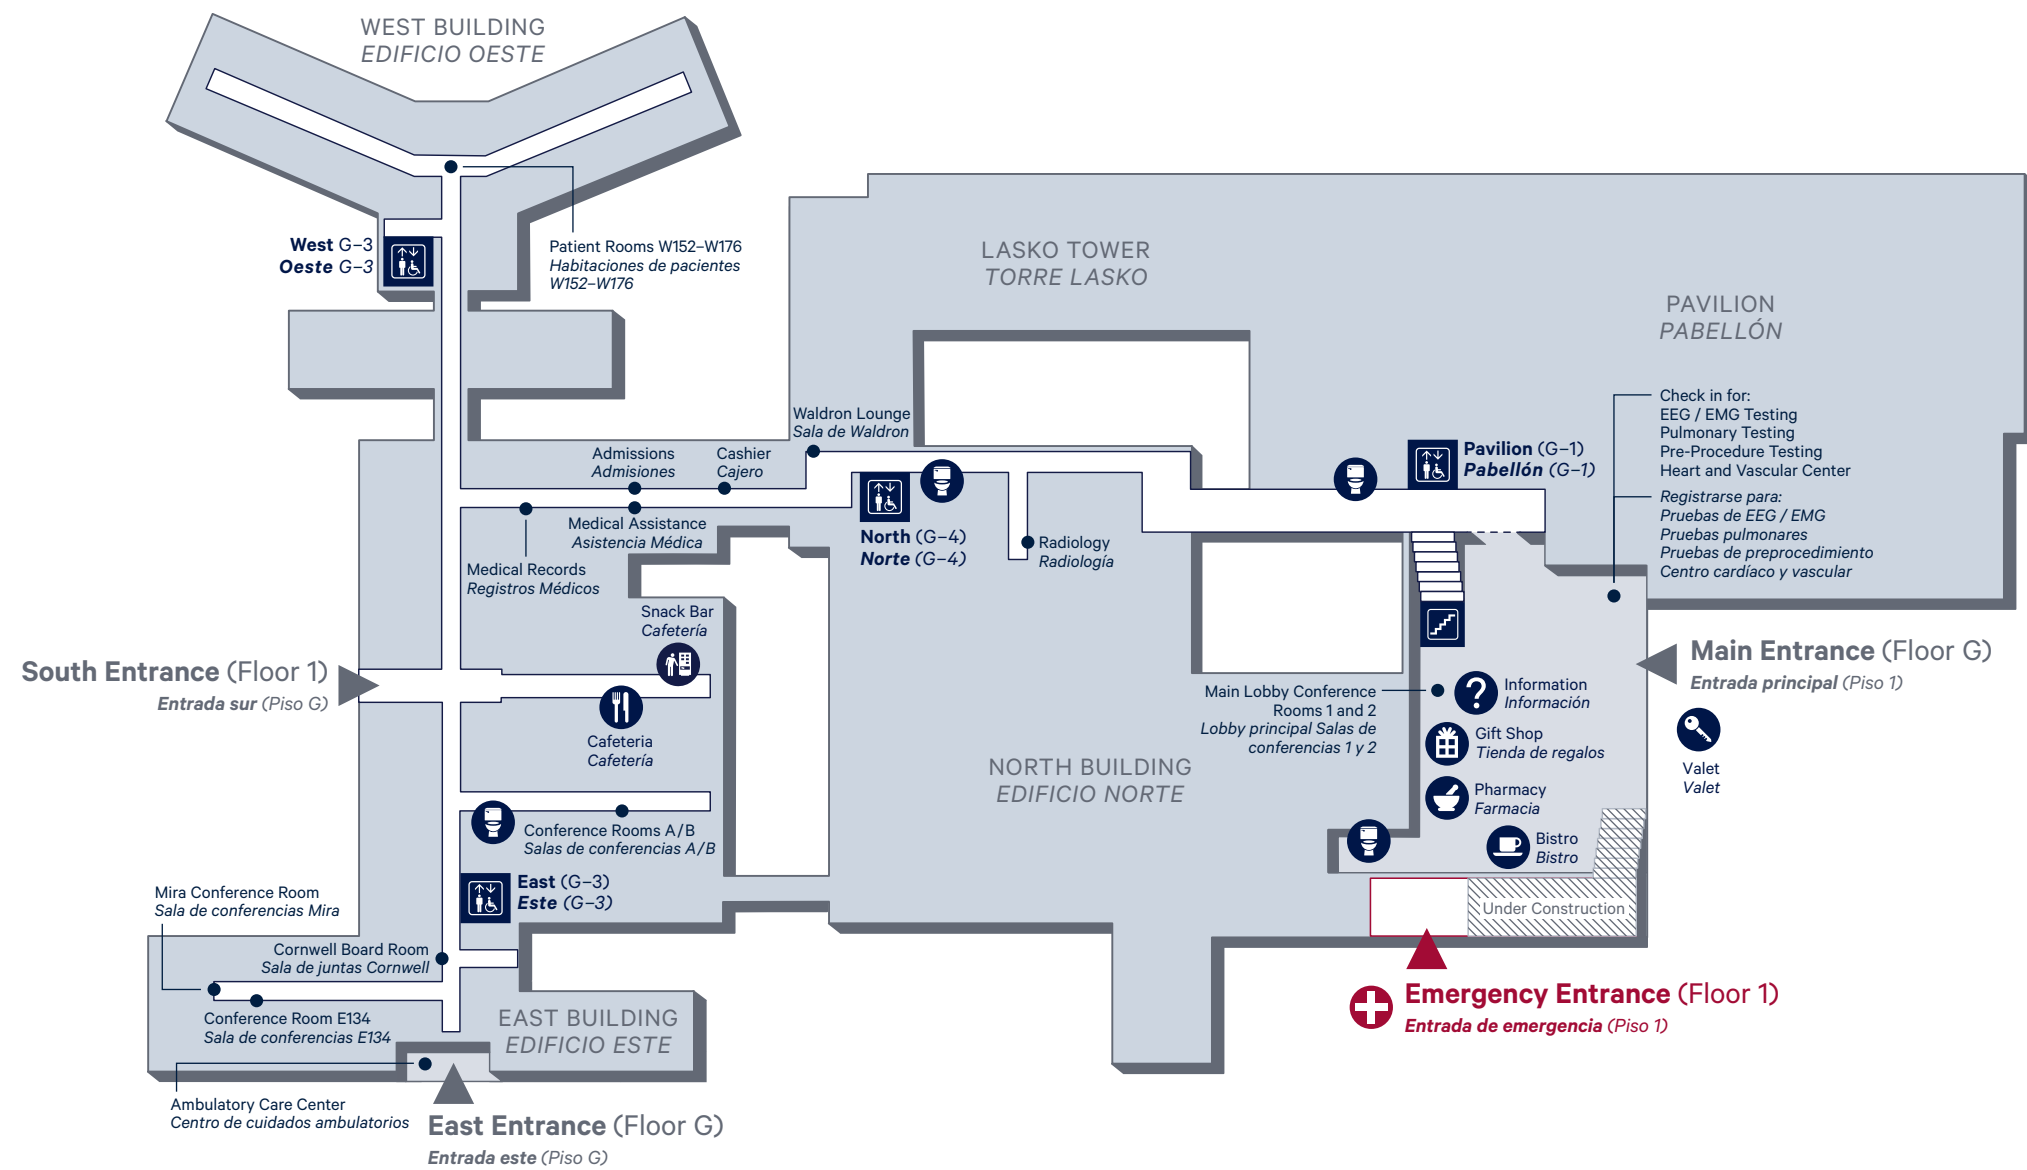 WEST BUILDING
EDIFICIO OESTE
West G–3
Oeste G–3
Patient Rooms W152–W176
Habitaciones de pacientes
W152–W176
LASKO TOWER
TORRE LASKO
PAVILION
PABELLÓN
Check in for:
EEG / EMG Testing
Pulmonary Testing
Pre-Procedure Testing
Heart and Vascular Center
Registrarse para:
Pruebas de EEG / EMG
Pruebas pulmonares
Pruebas de preprocedimiento
Centro cardíaco y vascular
Waldron Lounge
Sala de Waldron
Admissions
Admisiones
Cashier
Cajero
Pavilion (G–1)
Pabellón (G–1)
Medical Assistance
Asistencia Médica
North (G–4)
Norte (G–4)
Radiology
Radiología
Medical Records
Registros Médicos
Snack Bar
Cafetería
South Entrance (Floor 1)
Entrada sur (Piso G)
Main Entrance (Floor G)
Entrada principal (Piso 1)
Main Lobby Conference
Rooms 1 and 2
Lobby principal Salas de
conferencias 1 y 2
?
Information
Información
Gift Shop
Tienda de regalos
Cafeteria
Cafetería
Valet
Valet
NORTH BUILDING
EDIFICIO NORTE
Pharmacy
Farmacia
Conference Rooms A/B
Salas de conferencias A/B
Bistro
Bistro
East (G–3)
Este (G–3)
Mira Conference Room
Sala de conferencias Mira
Under Construction
Cornwell Board Room
Sala de juntas Cornwell
Emergency Entrance (Floor 1)
Entrada de emergencia (Piso 1)
Conference Room E134
Sala de conferencias E134
EAST BUILDING
EDIFICIO ESTE
Ambulatory Care Center
Centro de cuidados ambulatorios
East Entrance (Floor G)
Entrada este (Piso G)